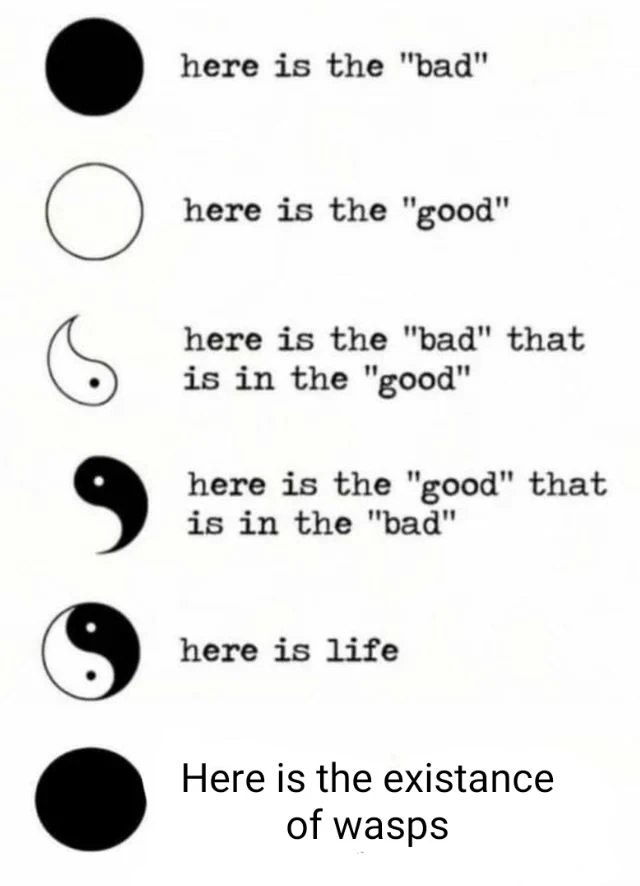 here is the "bad"
here is the "good"
here is the "bad" that
is in the "good"
here is the "good" that
is in the "bad"
here is life
Here is the existance
of wasps